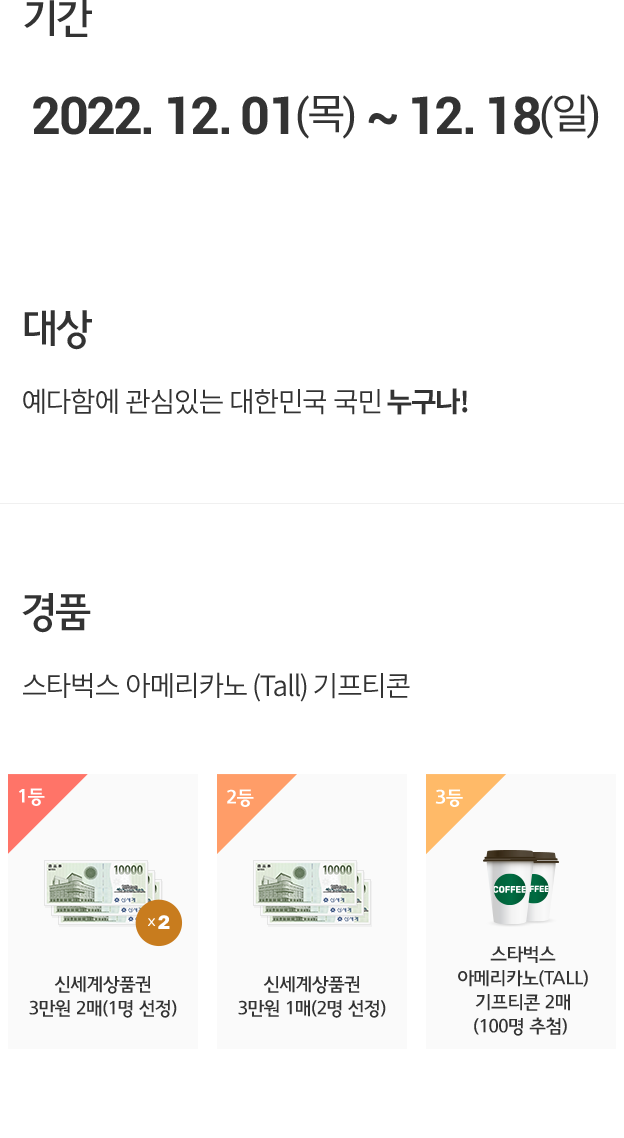 기간
2022. 12. 01(목) ~ 12. 18(일)
대상
예다함에 관심있는 대한민국 국민 누구나!
경품
스타벅스 아메리카노 (Tall) 기프티콘
1등
2등
3등
10000
x2
10000
COFFEE
신세계상품권
3만원 2매(1명 선정)
신세계상품권
3만원 1매(2명 선정)
스타벅스
아메리카노(TALL)
기프티콘 2매
(100명 추첨)